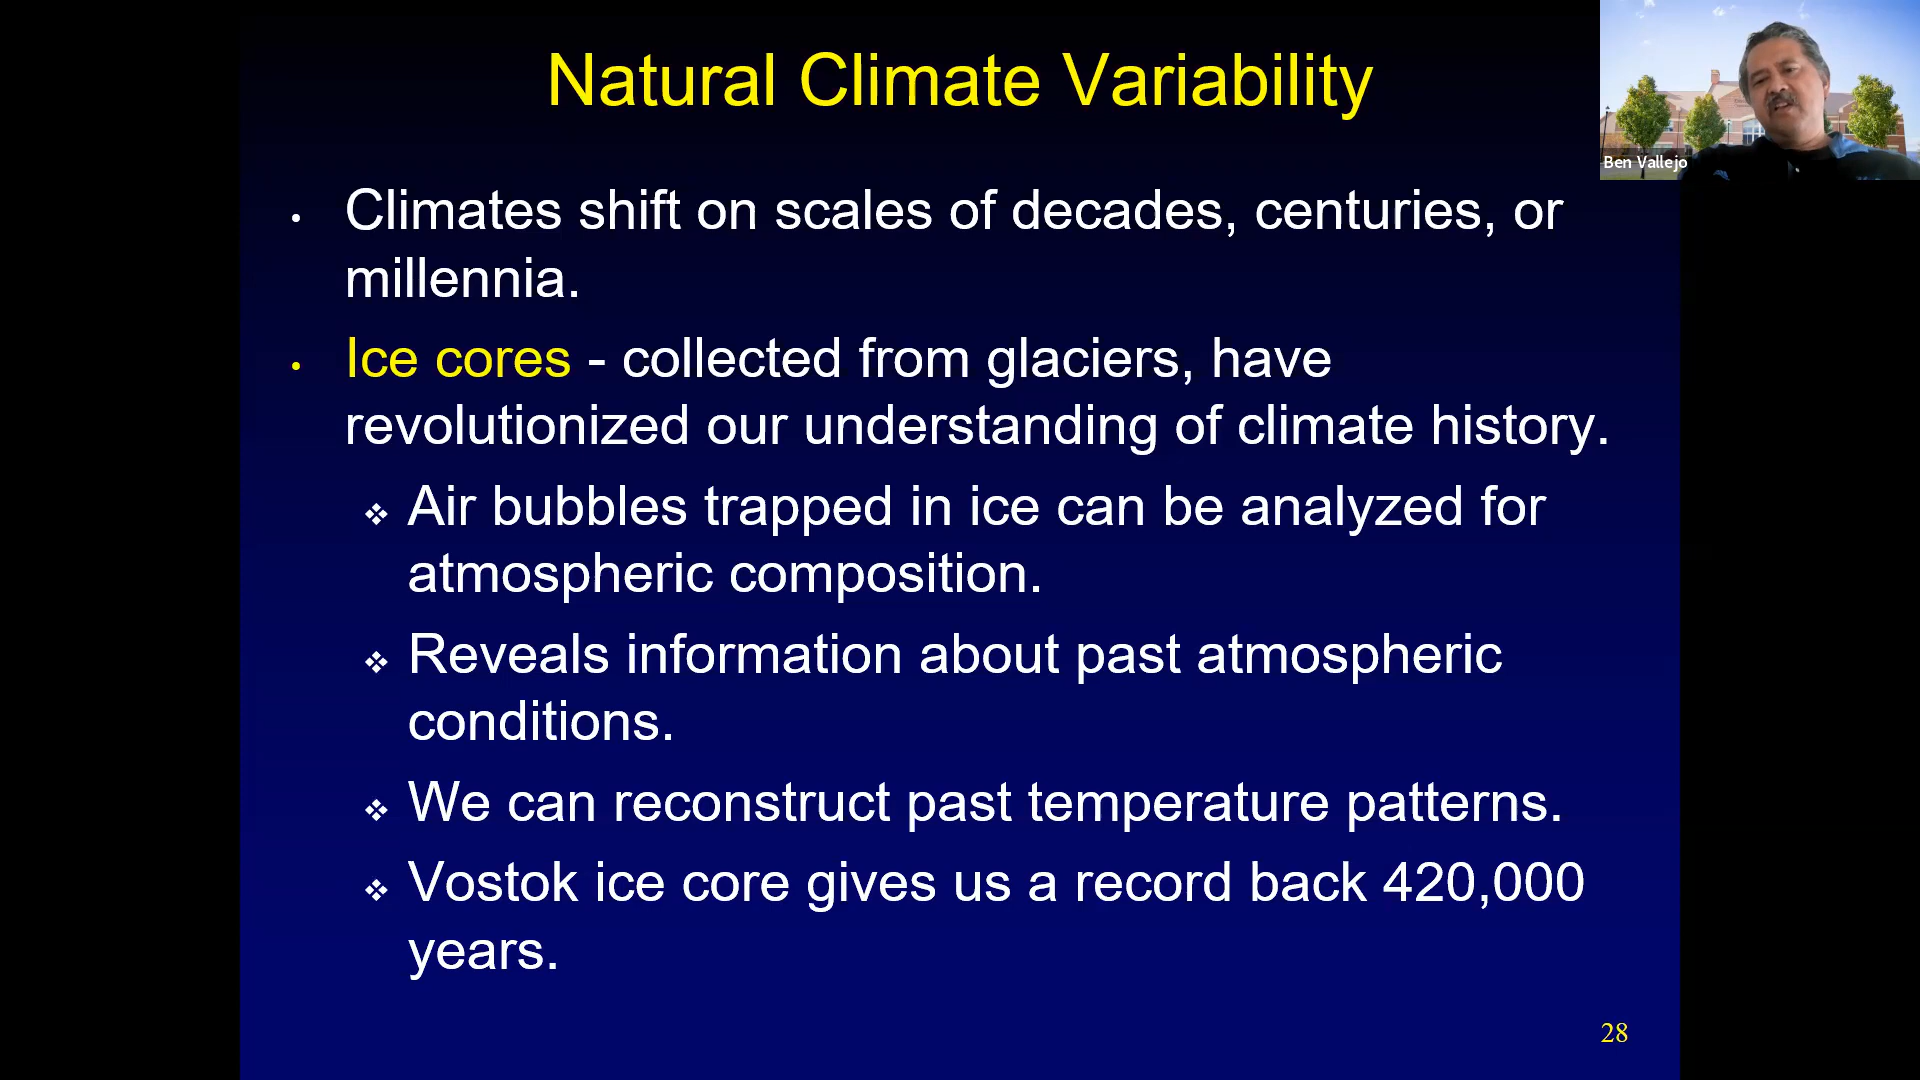 Natural Climate Variability
Ben Vallejo
• Climates shift on scales of decades, centuries, or
millennia.
• Ice cores - collected from glaciers, have
revolutionized our understanding of climate history.
❖ Air bubbles trapped in ice can be analyzed for
atmospheric composition.
❖ Reveals information about past atmospheric
conditions.
❖ We can reconstruct past temperature patterns.
❖ Vostok ice core gives us a record back 420,000
years.
28